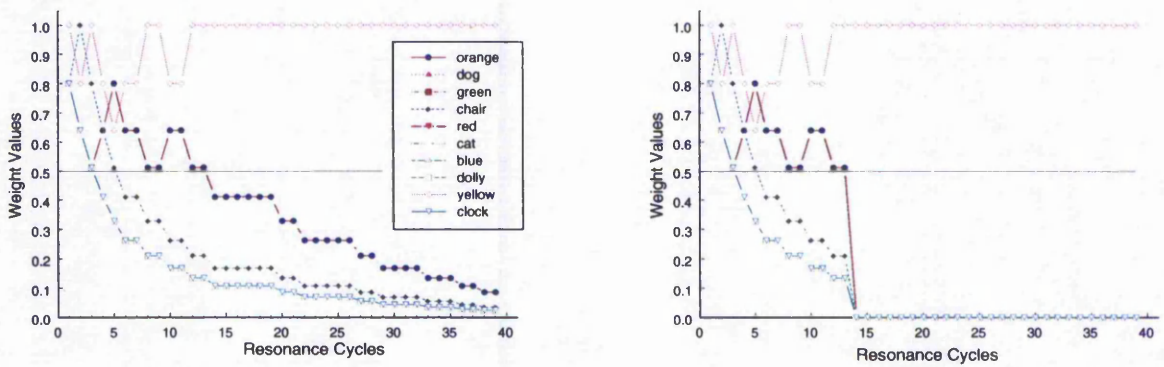 1.0
0.9
0.8
0.7
0.6
0.5
0.4
0.3
0.2
0.1
0.0
Weight Values
0 5 10 15 20 25 30 35 40
Resonance Cycles
orange
dog
green
chair
red
cat
blue
dolly
yellow
clock
1.0
0.9
0.8
0.7
0.6
0.5
0.4
0.3
0.2
0.1
0.0
Weight Values
0 5 10 15 20 25 30 35 40
Resonance Cycles